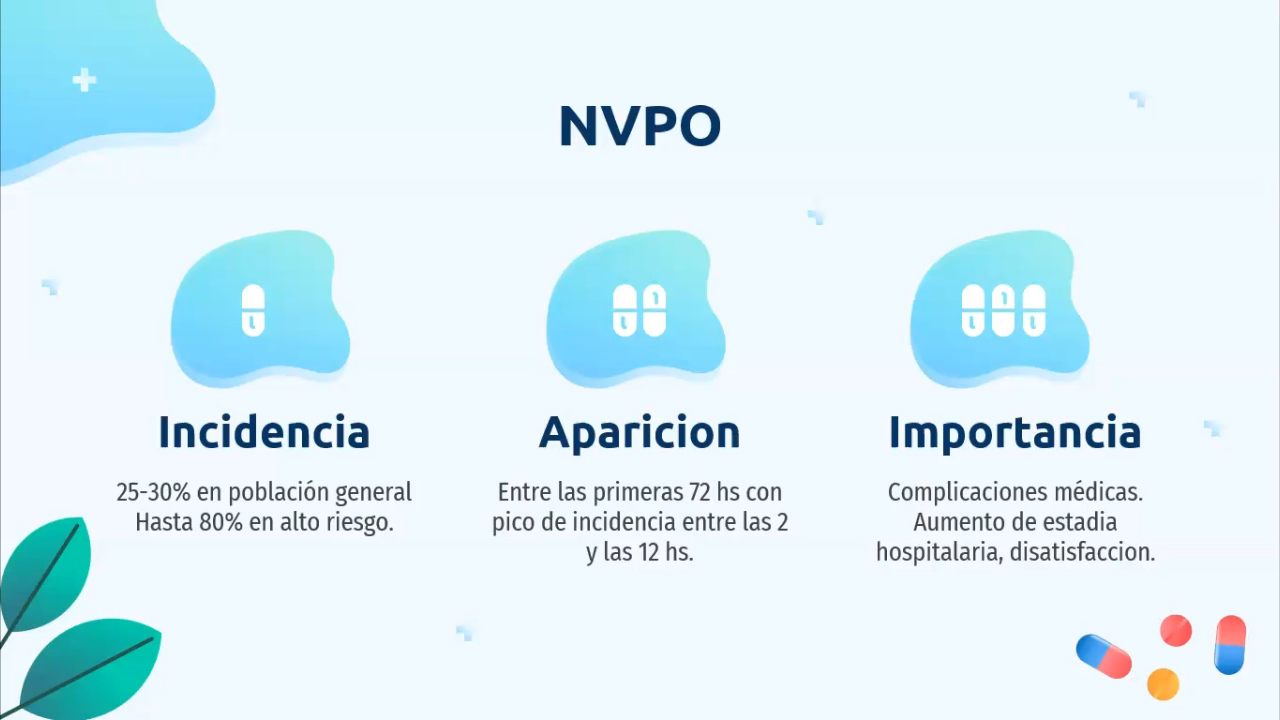 NVPO
Incidencia
25-30% en población general
Hasta 80% en alto riesgo.
Aparicion
Entre las primeras 72 hs con
pico de incidencia entre las 2
y las 12 hs.
Importancia
Complicaciones médicas.
Aumento de estadia
hospitalaria, disatisfaccion.